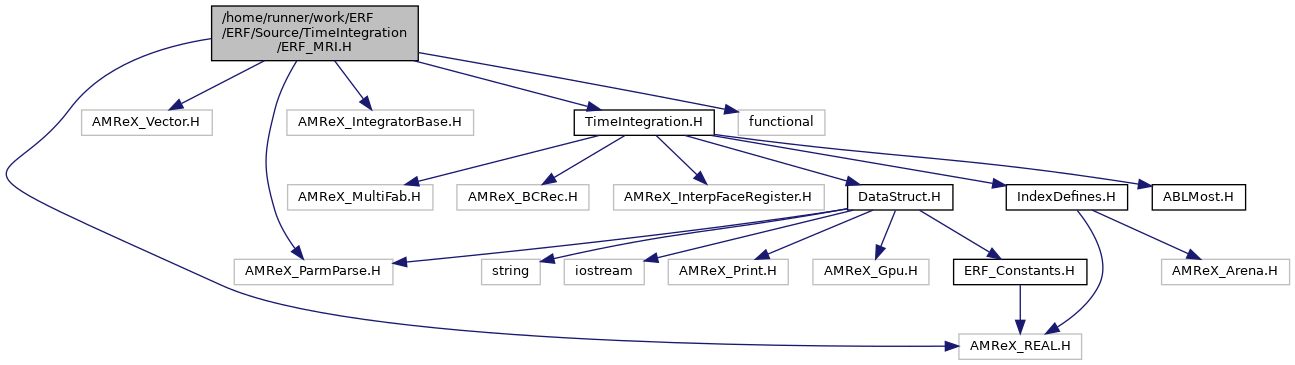 /home/runner/work/ERF
/ERF/Source/TimeIntegration
/ERF_MRI.H
AMReX_Vector.H
AMReX_IntegratorBase.H
TimeIntegration.H
functional
AMReX_MultiFab.H
AMReX_BCRec.H
AMReX_InterpFaceRegister.H
DataStruct.H
IndexDefines.H
ABLMost.H
AMReX_ParmParse.H
string
iostream
AMReX_Print.H
AMReX_Gpu.H
ERF_Constants.H
AMReX_Arena.H
AMReX_REAL.H